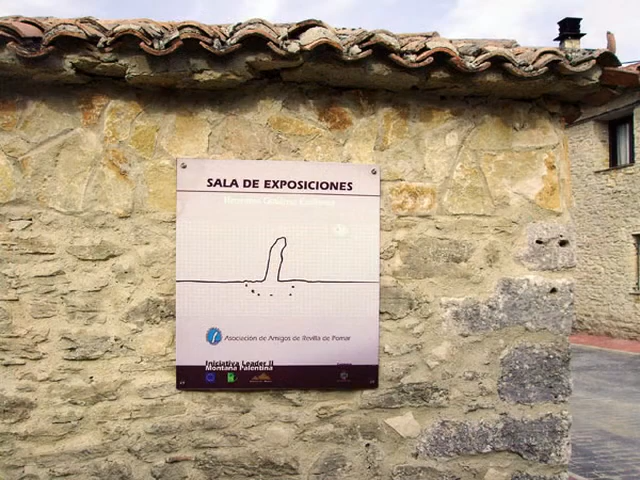 SALA DE EXPOSICIONES
Asociación de Amigos de Revilla de Pomar
Iniciativa Leader II
Montaña Palentina